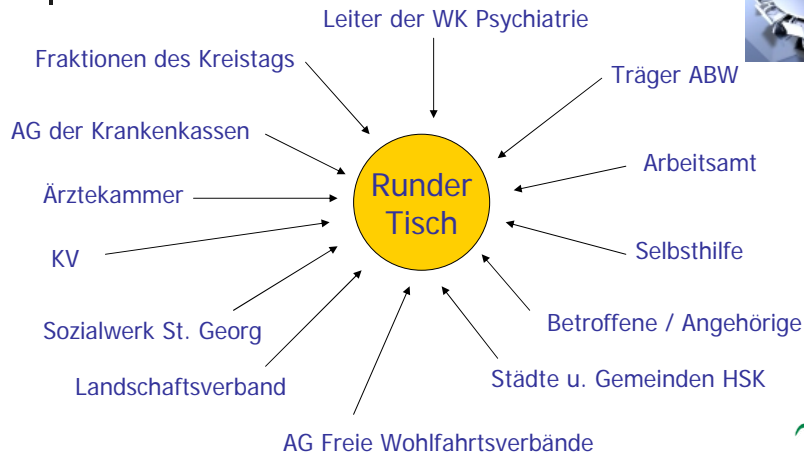 Leiter der WK Psychiatrie
Fraktionen des Kreistags
Träger ABW
AG der Krankenkassen
Arbeitsamt
Ärztekammer
Runder
Tisch
KV
Selbsthilfe
Sozialwerk St. Georg
Betroffene / Angehörige
Landschaftsverband
Städte u. Gemeinden HSK
AG Freie Wohlfahrtsverbände